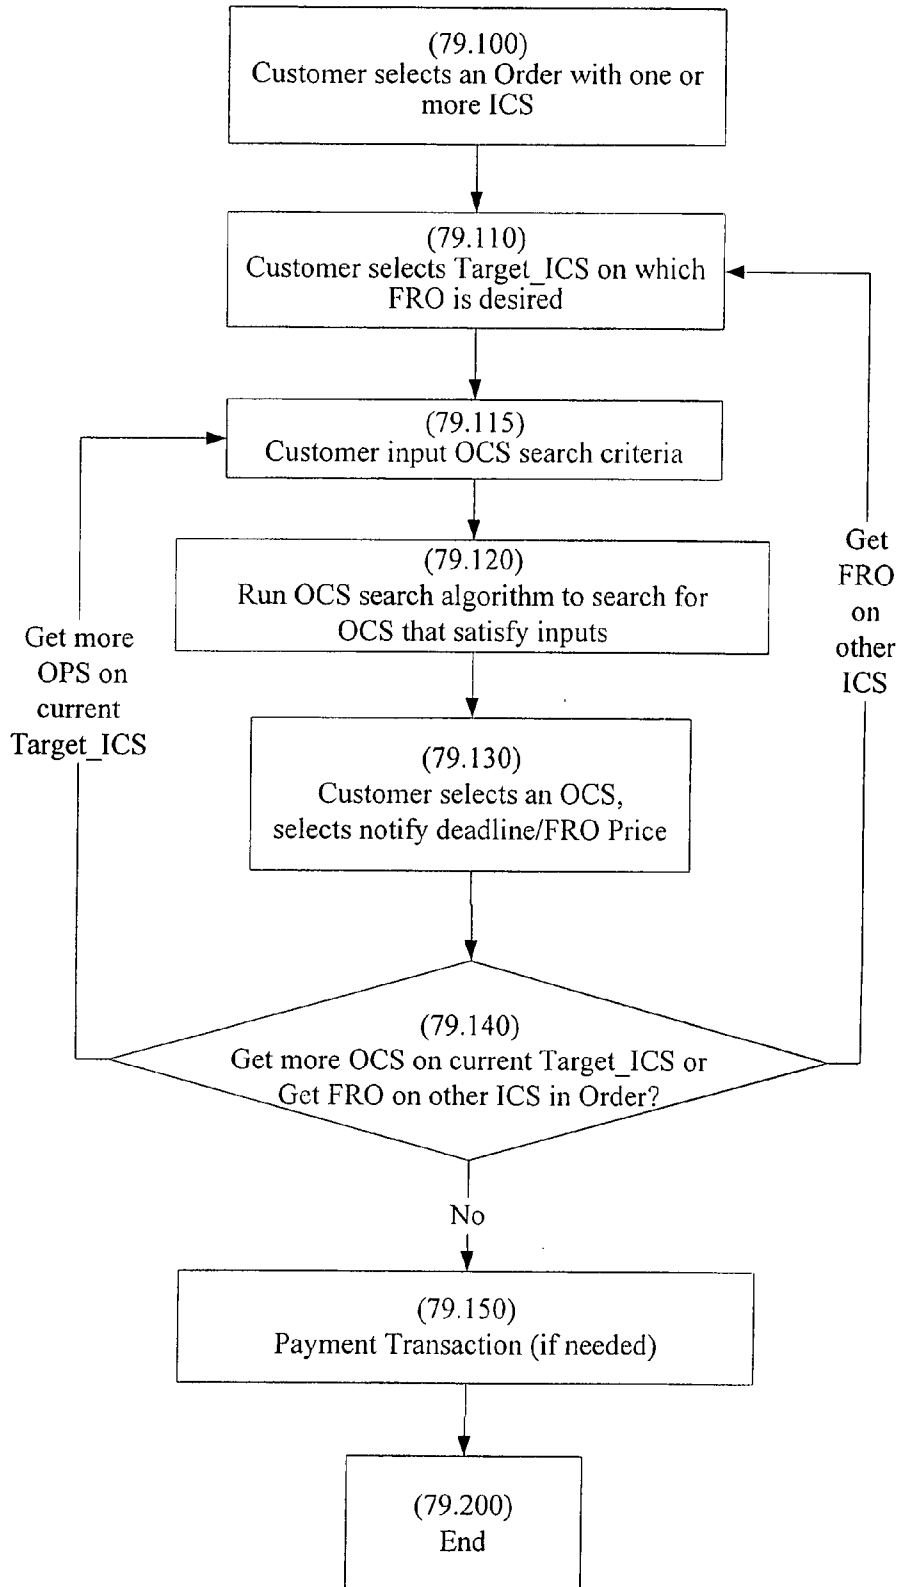 (79.100)
Customer selects an Order with one or
more ICS
(79.110)
Customer selects Target_ICS on which
FRO is desired
(79.115)
Customer input OCS search criteria
(79.120)
Run OCS search algorithm to search for
OCS that satisfy inputs
(79.130)
Customer selects an OCS,
selects notify deadline/FRO Price
Get more
OPS on
current
Target_ICS
Get
FRO
on
other
ICS
(79.140)
Get more OCS on current Target_ICS or
Get FRO on other ICS in Order?
No
(79.150)
Payment Transaction (if needed)
(79.200)
End